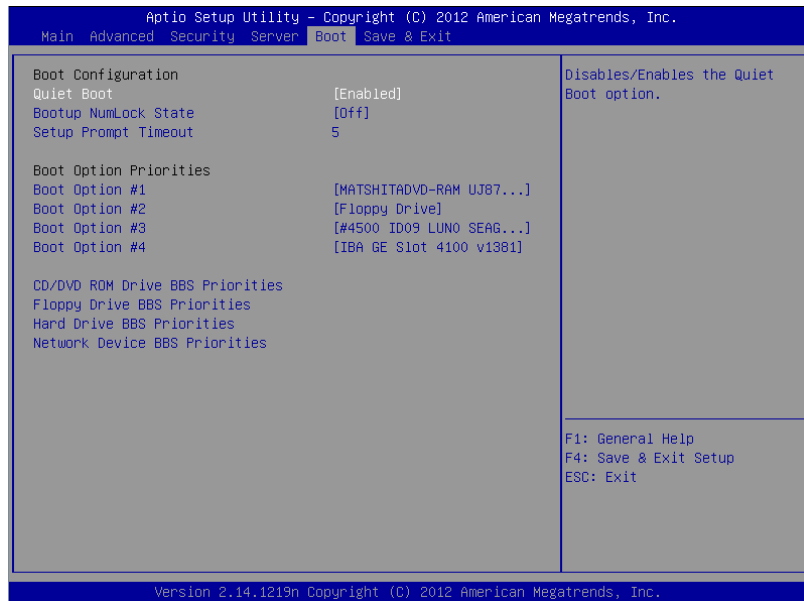 Aptio Setup Utility – Copyright (C) 2012 American Megatrends, Inc.
Main Advanced Security Server Boot Save & Exit
Boot Configuration
Quiet Boot [Enabled]
Bootup NumLock State [Off]
Setup Prompt Timeout 5
Boot Option Priorities
Boot Option #1 [MATSHITADVD-RAM UJ87...]
Boot Option #2 [Floppy Drive]
Boot Option #3 [#4500 ID09 LUN0 SEAG...]
Boot Option #4 [IBA GE Slot 4100 v1381]
CD/DVD ROM Drive BBS Priorities
Floppy Drive BBS Priorities
Hard Drive BBS Priorities
Network Device BBS Priorities
Disables/Enables the Quiet
Boot option.
F1: General Help
F4: Save & Exit Setup
ESC: Exit
Version 2.14.1219n Copyright (C) 2012 American Megatrends, Inc.